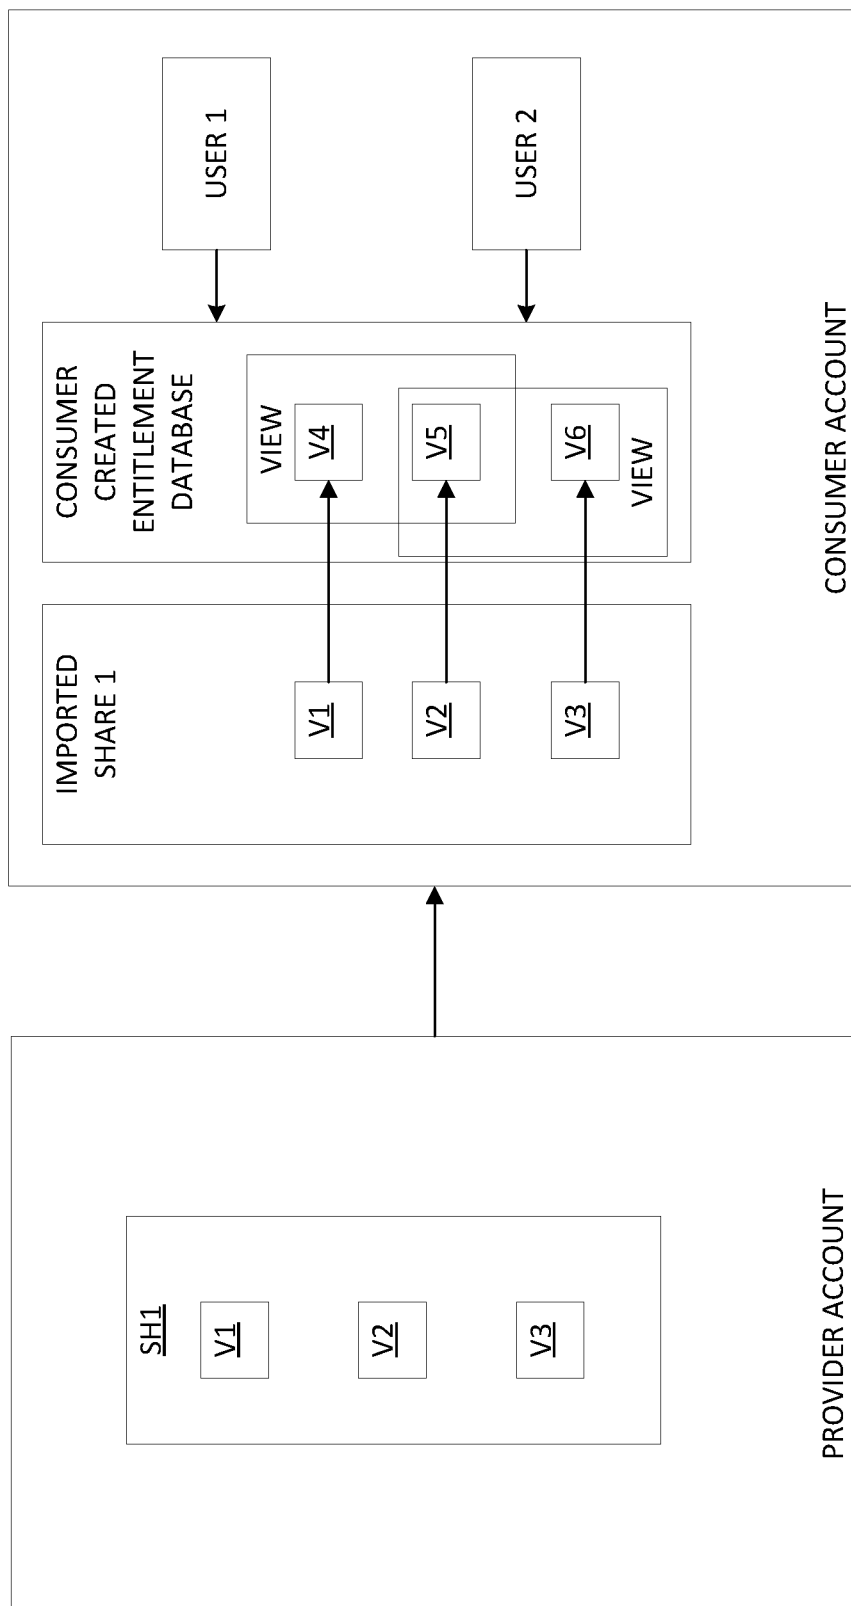 PROVIDER ACCOUNT
SH1
V1
V2
V3
CONSUMER ACCOUNT
IMPORTED
SHARE 1
V1
V2
V3
CONSUMER
CREATED
ENTITLEMENT
DATABASE
VIEW
V4
V5
V6
VIEW
USER 1
USER 2